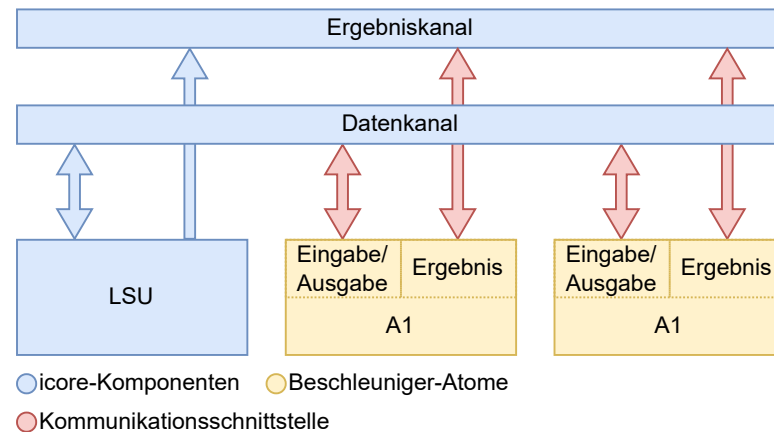 Ergebniskanal
Datenkanal
LSU
Eingabe/
Ausgabe
Ergebnis
A1
Eingabe/
Ausgabe
Ergebnis
A1
icore-Komponenten
Beschleuniger-Atome
Kommunikationsschnittstelle